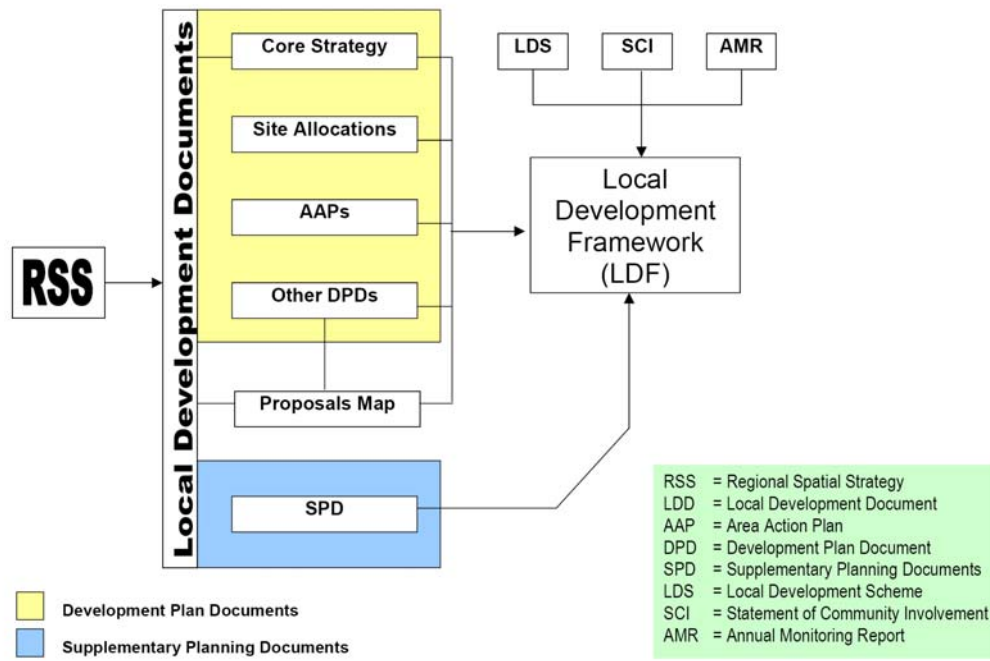 RSS
Local Development Documents
Core Strategy
Site Allocations
AAPs
Other DPDs
Proposals Map
SPD
LDS
SCI
AMR
Local
Development
Framework
(LDF)
RSS = Regional Spatial Strategy
LDD = Local Development Document
AAP = Area Action Plan
DPD = Development Plan Document
SPD = Supplementary Planning Documents
LDS = Local Development Scheme
SCI = Statement of Community Involvement
AMR = Annual Monitoring Report
Development Plan Documents
Supplementary Planning Documents